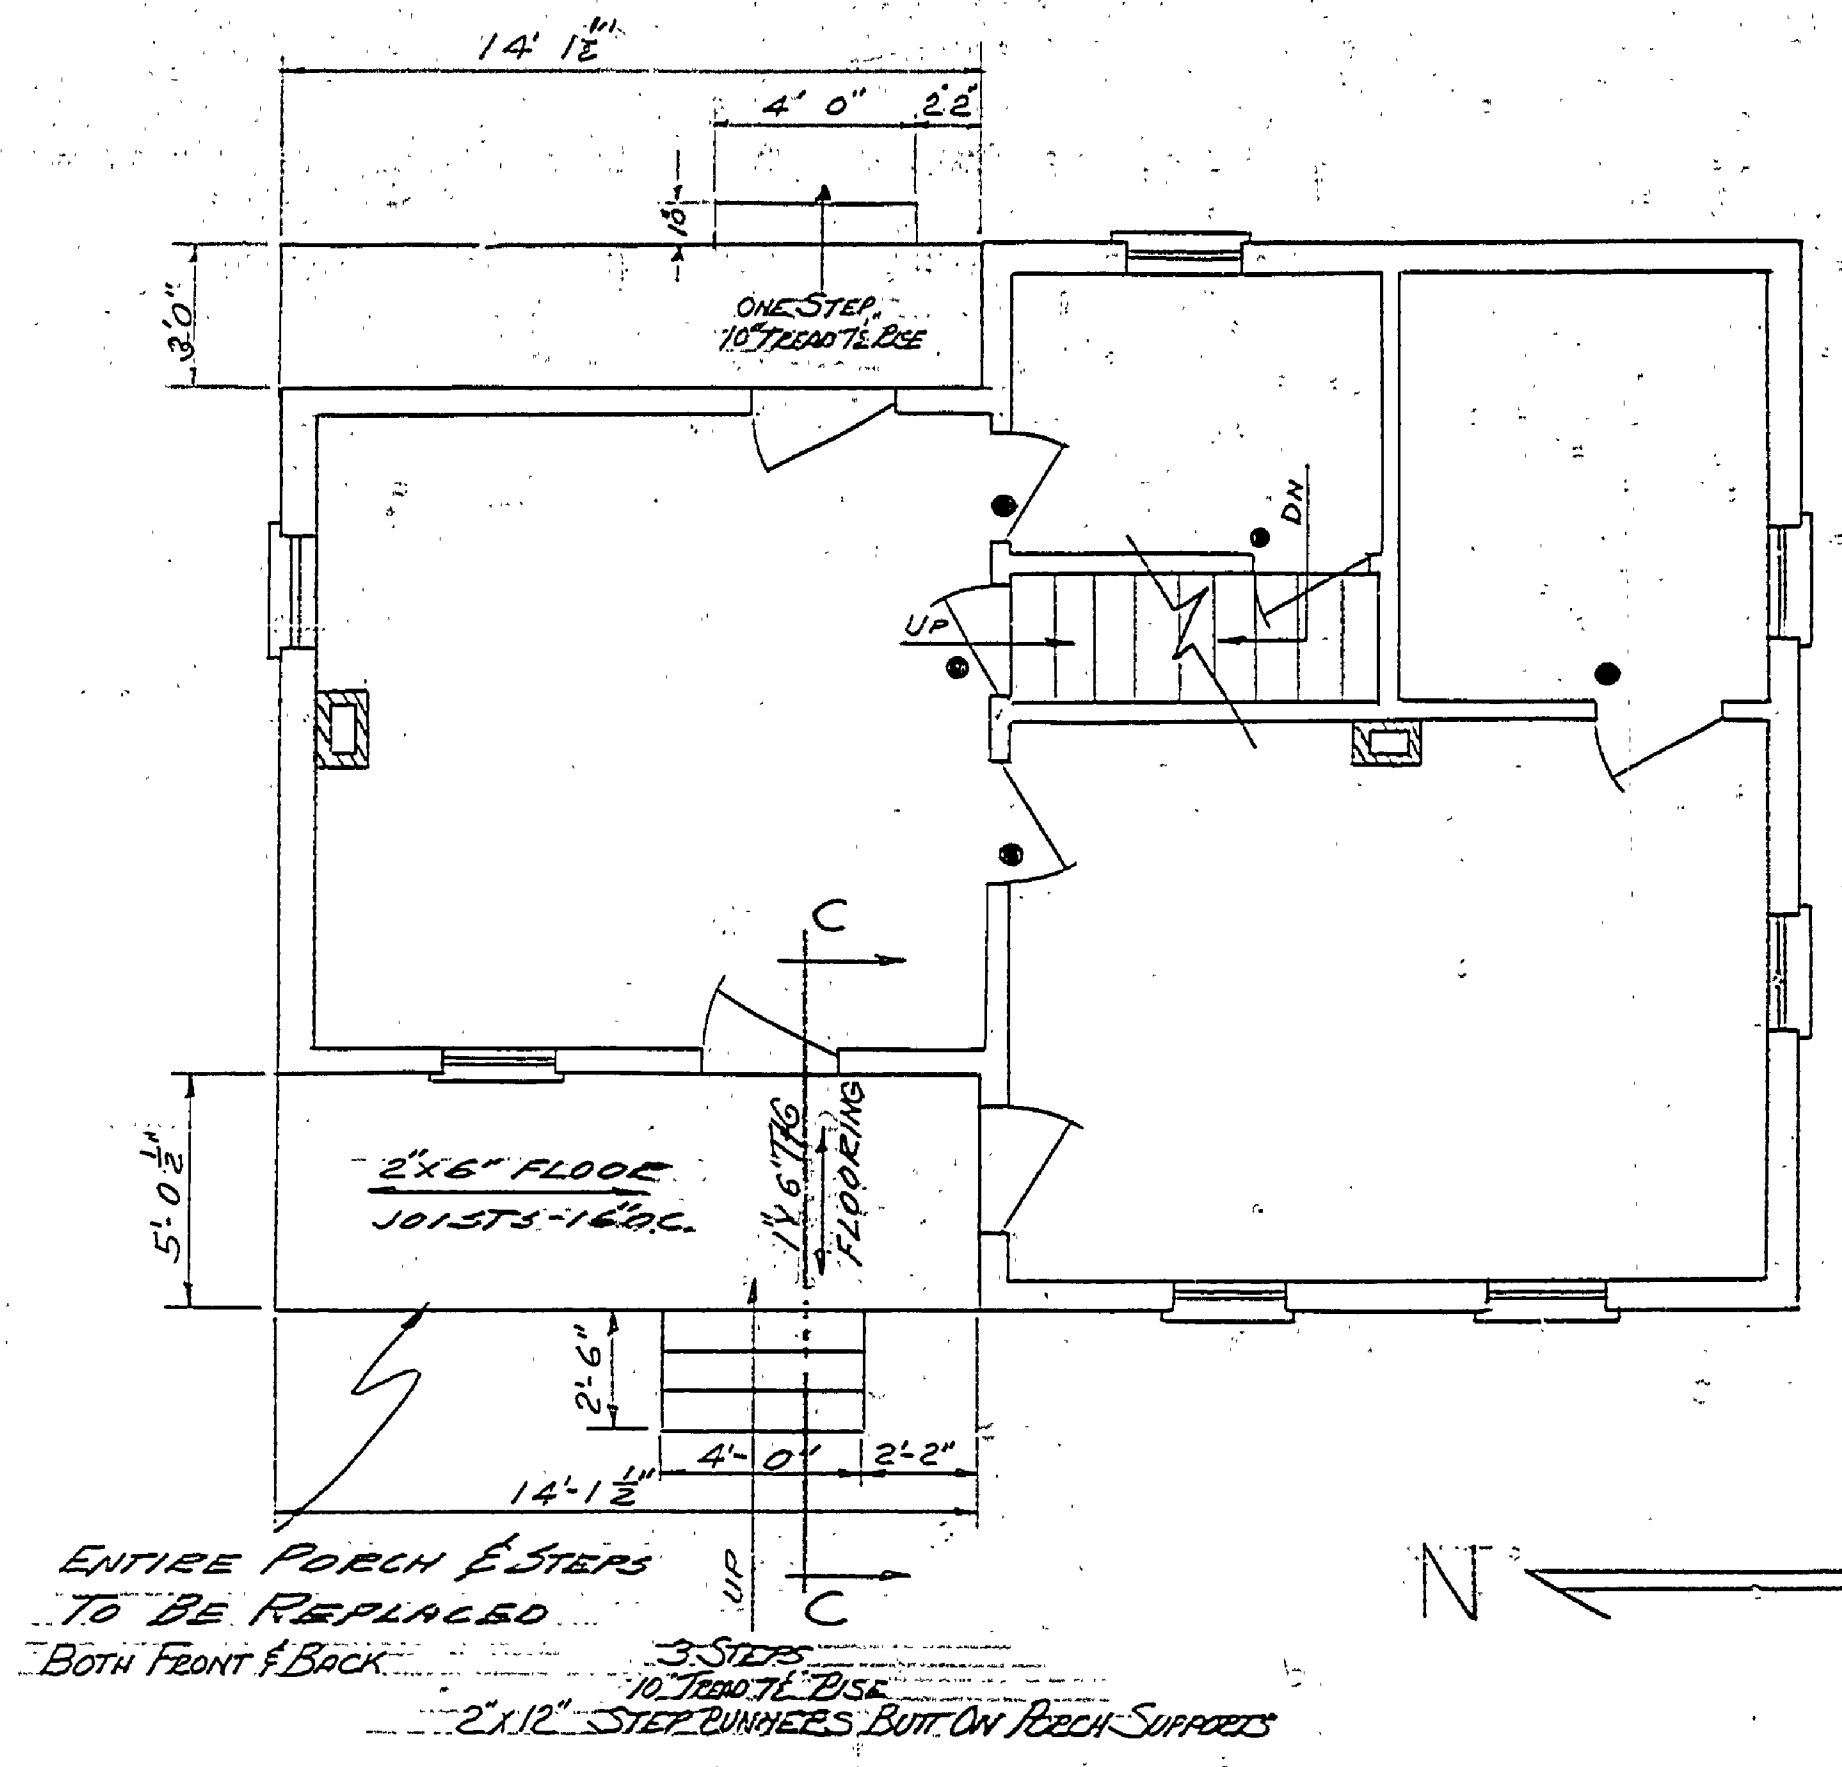 14' 1½"
4' 0" 2'2"
10"
3'0"
ONE STEP
10" TREAD 7½" RISE
DN
UP
C
5'-0½"
2"X6" FLOOR
JOISTS-16"O.C.
1"X6"T&G
FLOORING
2'-6"
4'-0" 2'-2"
14'-1½"
ENTIRE PORCH & STEPS
TO BE REPLACED
BOTH FRONT & BACK
UP
C
N
3 STEPS
10" TREAD 7½" RISE
2"X12" STEP RUNNERS BUTT ON PORCH SUPPORTS